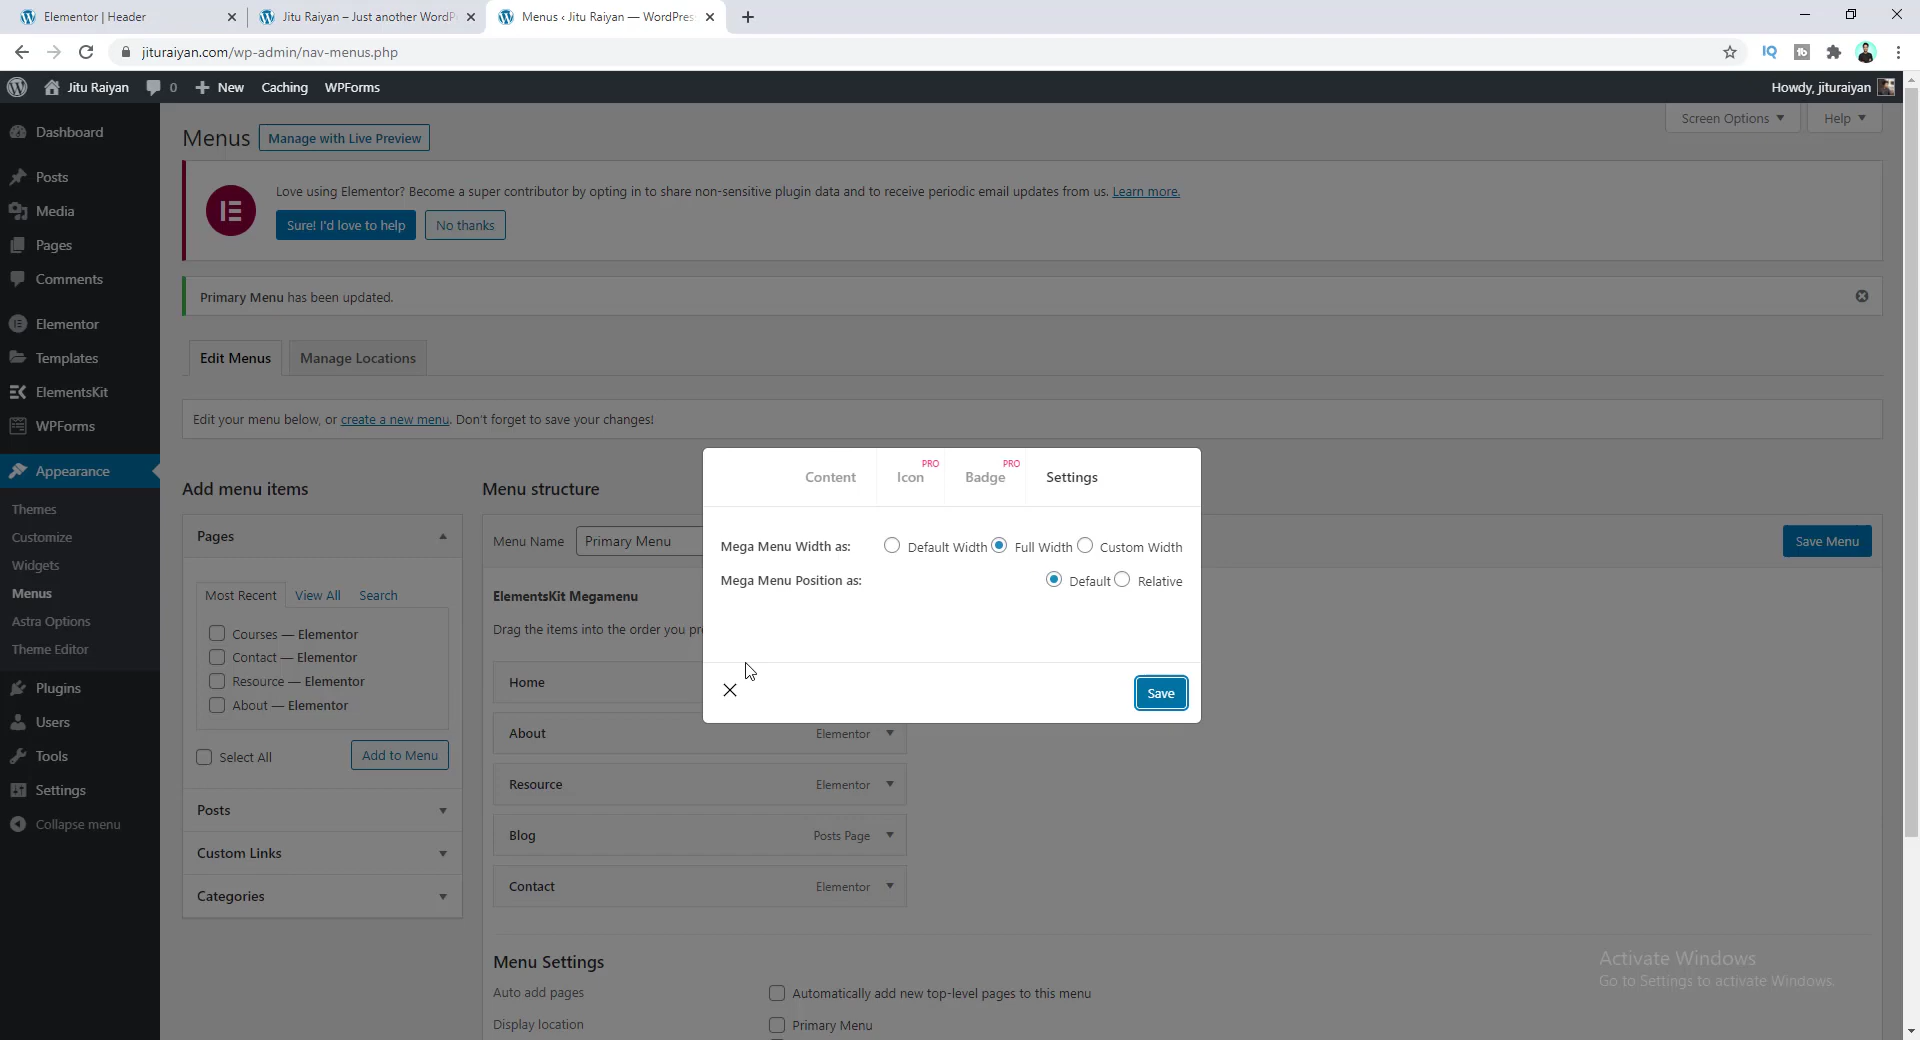 Elementor | Header
Jitu Raiyan – Just another WordP
Menus ‹ Jitu Raiyan — WordPres
jituraiyan.com/wp-admin/nav-menus.php
IQ
Jitu Raiyan
0
New
Caching
WPForms
Howdy, jituraiyan
Dashboard
Posts
Media
Pages
Comments
Elementor
Templates
ElementsKit
WPForms
Appearance
Themes
Customize
Widgets
Menus
Astra Options
Theme Editor
Plugins
Users
Tools
Settings
Collapse menu
Screen Options
Help
Menus
Manage with Live Preview
Love using Elementor? Become a super contributor by opting in to share non-sensitive plugin data and to receive periodic email updates from us. Learn more.
Sure! I'd love to help
No thanks
Primary Menu has been updated.
Edit Menus
Manage Locations
Edit your menu below, or create a new menu. Don't forget to save your changes!
Add menu items
Pages
Most Recent
View All
Search
Courses — Elementor
Contact — Elementor
Resource — Elementor
About — Elementor
Select All
Add to Menu
Posts
Custom Links
Categories
Menu structure
Menu Name
Primary Menu
Save Menu
ElementsKit Megamenu
Drag the items into the order you pr
Home
About
Elementor
Resource
Elementor
Blog
Posts Page
Contact
Elementor
Menu Settings
Auto add pages
Automatically add new top-level pages to this menu
Display location
Primary Menu
Content
Icon
PRO
Badge
PRO
Settings
Mega Menu Width as:
Default Width
Full Width
Custom Width
Mega Menu Position as:
Default
Relative
Save
Activate Windows
Go to Settings to activate Windows.